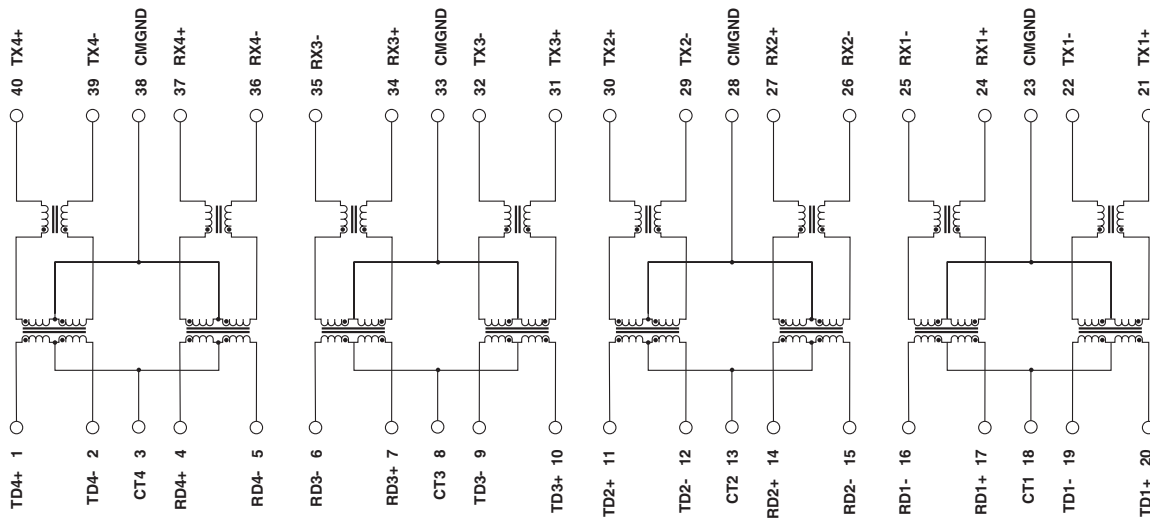 40 TX4+
39 TX4-
38 CMGND
37 RX4+
36 RX4-
35 RX3-
34 RX3+
33 CMGND
32 TX3-
31 TX3+
30 TX2+
29 TX2-
28 CMGND
27 RX2+
26 RX2-
25 RX1-
24 RX1+
23 CMGND
22 TX1-
21 TX1+
TD4+ 1
TD4- 2
CT4 3
RD4+ 4
RD4- 5
RD3- 6
RD3+ 7
CT3 8
TD3- 9
TD3+ 10
TD2+ 11
TD2- 12
CT2 13
RD2+ 14
RD2- 15
RD1- 16
RD1+ 17
CT1 18
TD1- 19
TD1+ 20